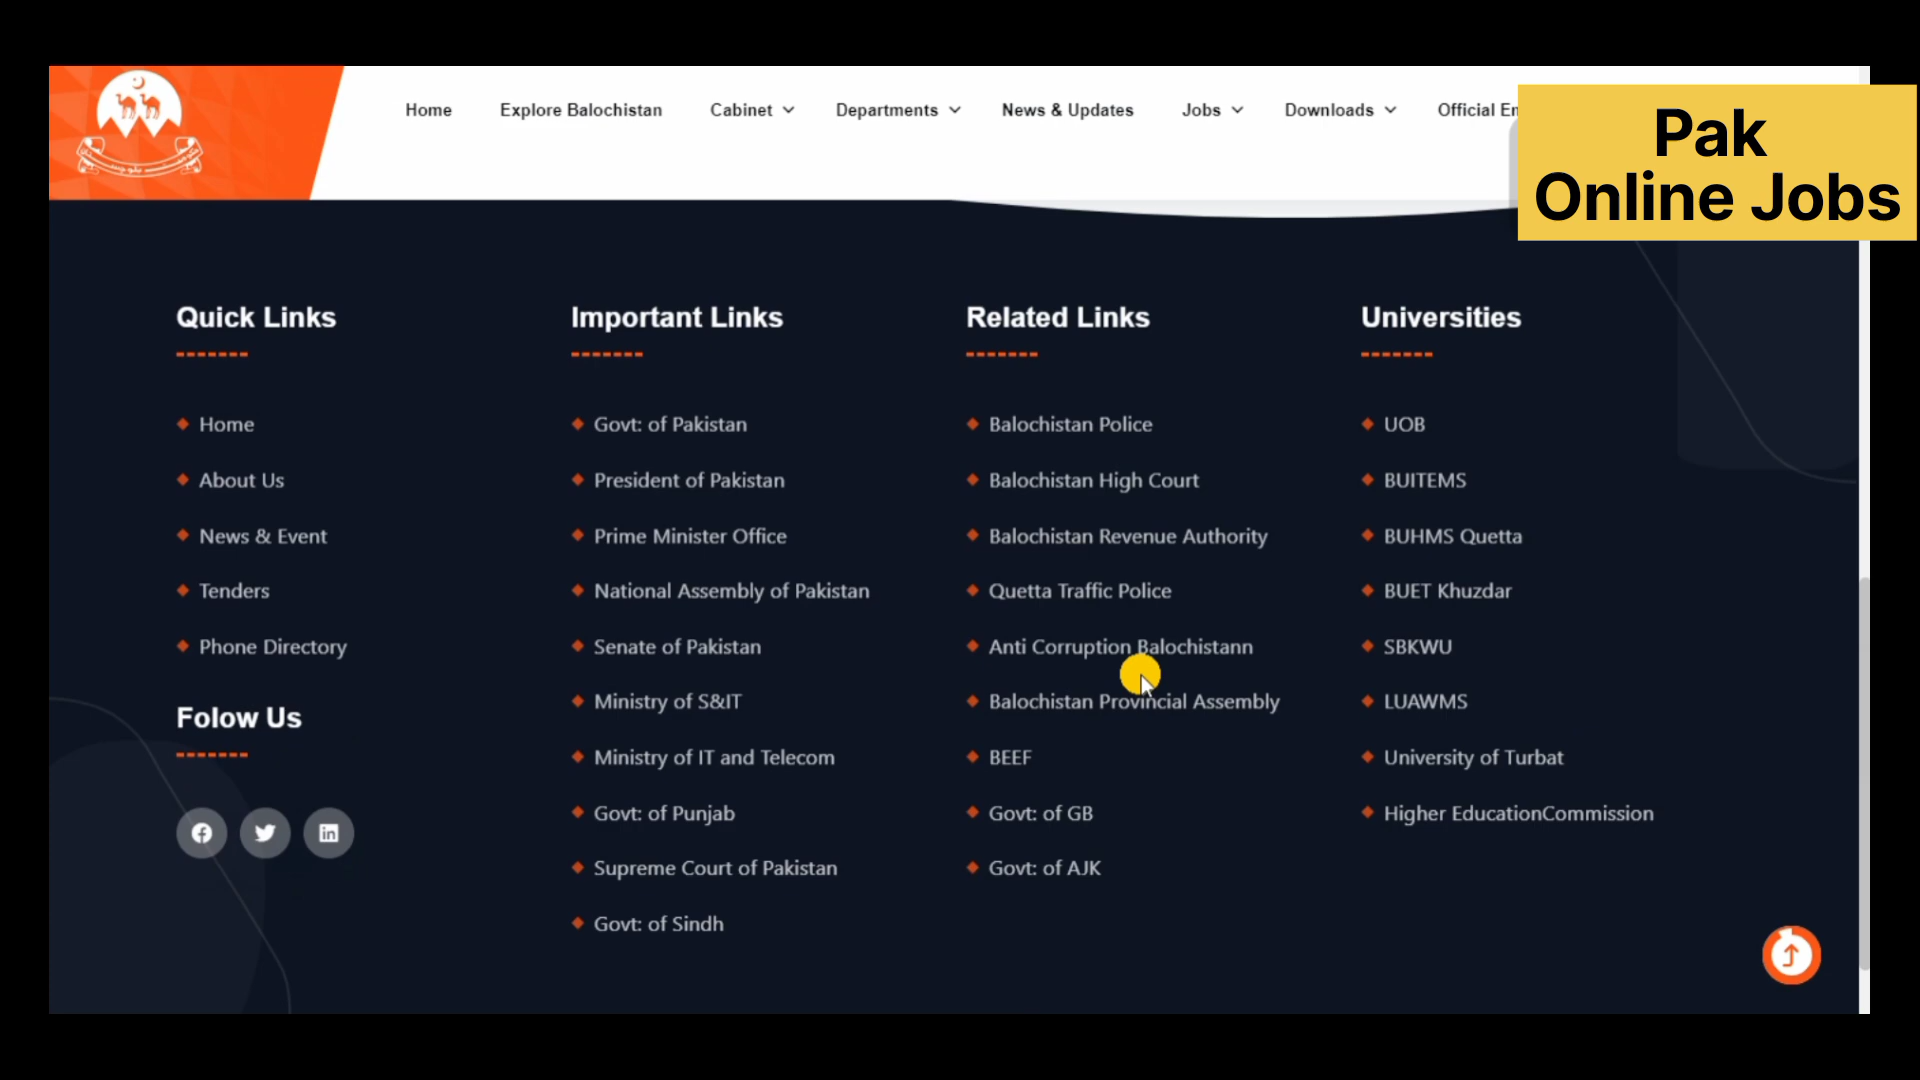 Home
Explore Balochistan
Cabinet
Departments
News & Updates
Jobs
Downloads
Official
Pak
Online Jobs
Quick Links
Home
About Us
News & Event
Tenders
Phone Directory
Folow Us
Important Links
Govt: of Pakistan
President of Pakistan
Prime Minister Office
National Assembly of Pakistan
Senate of Pakistan
Ministry of S&IT
Ministry of IT and Telecom
Govt: of Punjab
Supreme Court of Pakistan
Govt: of Sindh
Related Links
Balochistan Police
Balochistan High Court
Balochistan Revenue Authority
Quetta Traffic Police
Anti Corruption Balochistann
Balochistan Provincial Assembly
BEEF
Govt: of GB
Govt: of AJK
Universities
UOB
BUITEMS
BUHMS Quetta
BUET Khuzdar
SBKWU
LUAWMS
University of Turbat
Higher EducationCommission